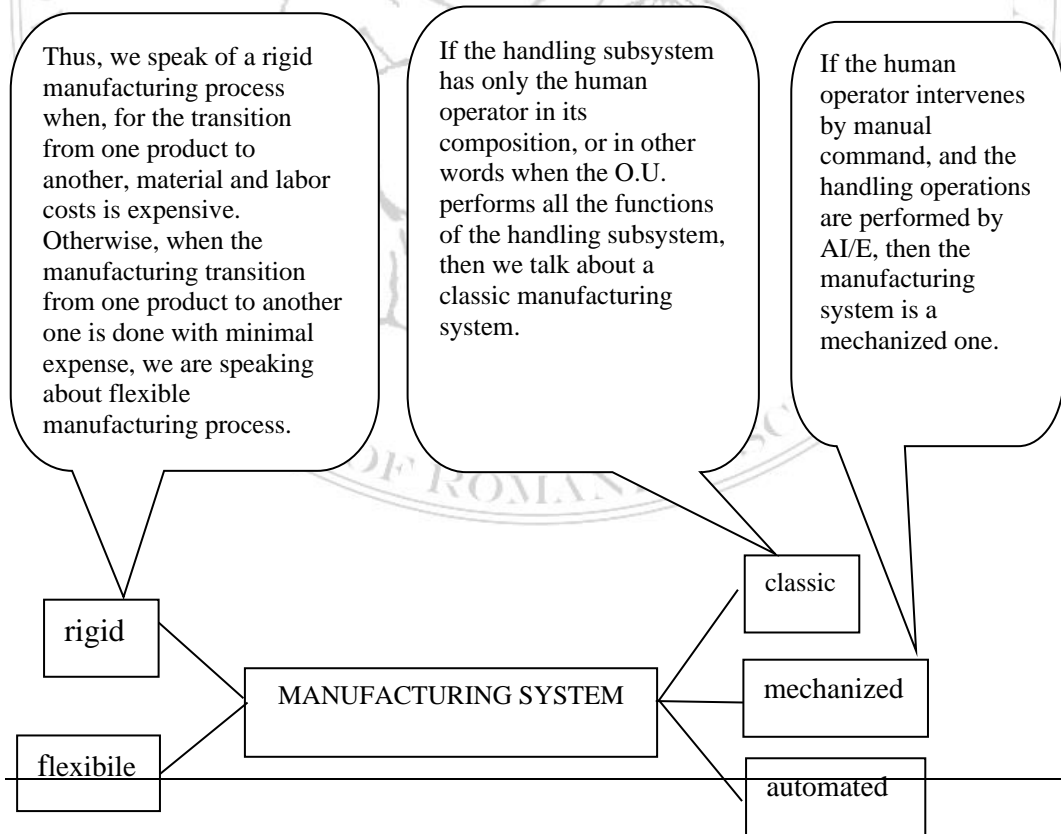 Thus, we speak of a rigid
manufacturing process
when, for the transition
from one product to
another, material and labor
costs is expensive.
Otherwise, when the
manufacturing transition
from one product to another
one is done with minimal
expense, we are speaking
about flexible
manufacturing process.
If the handling subsystem
has only the human
operator in its
composition, or in other
words when the O.U.
performs all the functions
of the handling subsystem,
then we talk about a
classic manufacturing
system.
If the human
operator intervenes
by manual
command, and the
handling operations
are performed by
AI/E, then the
manufacturing
system is a
mechanized one.
OF ROMAN
classic
rigid
MANUFACTURING SYSTEM
mechanized
flexibile
automated